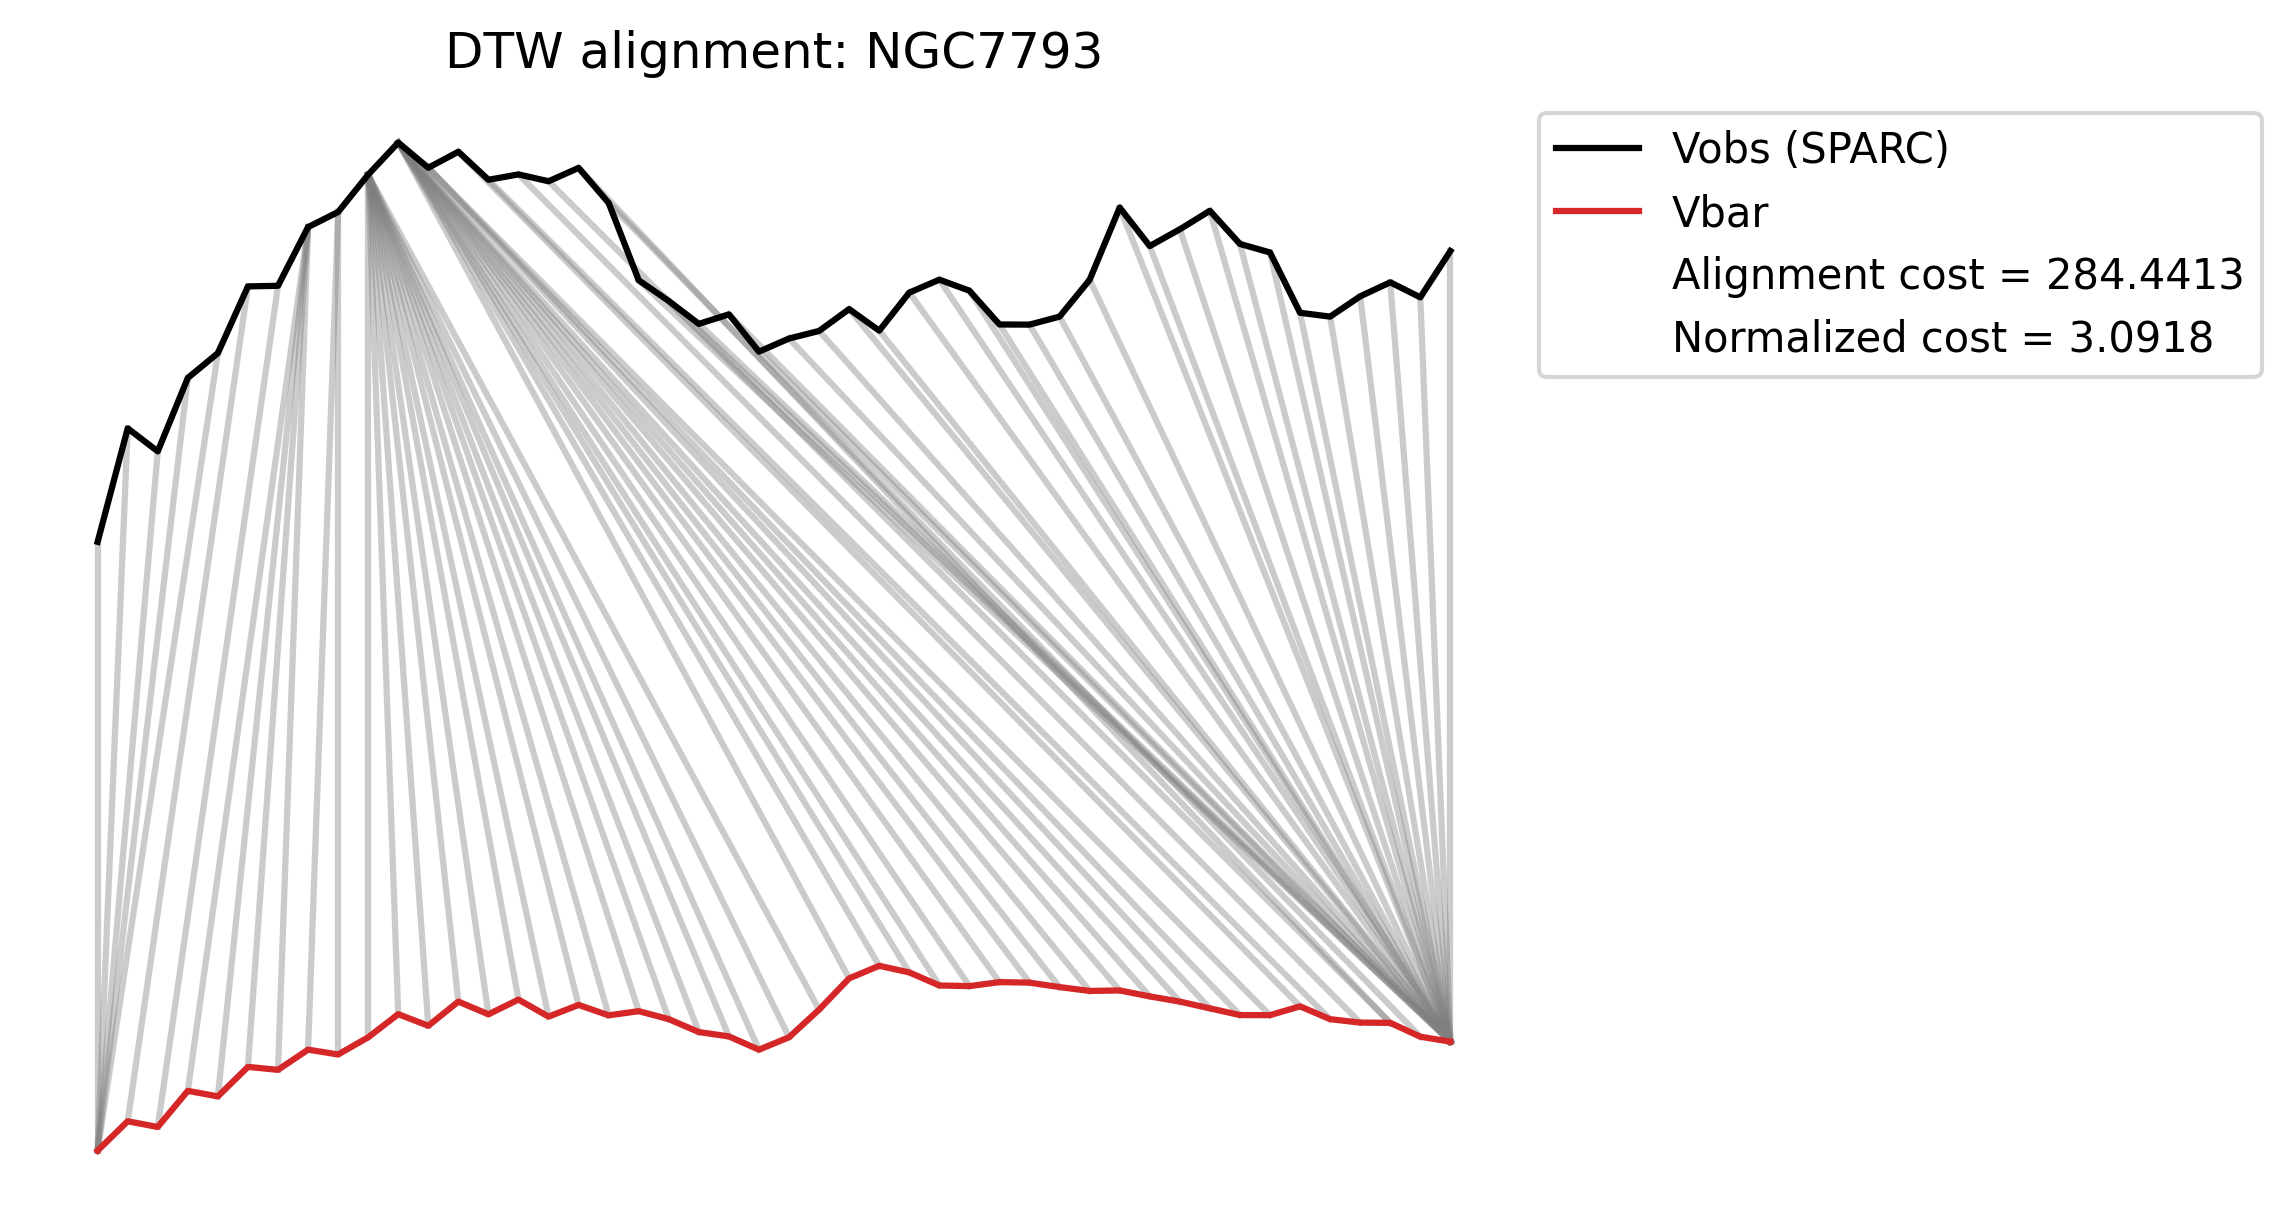 DTW alignment: NGC7793
Vobs (SPARC)
Vbar
Alignment cost = 284.4413
Normalized cost = 3.0918